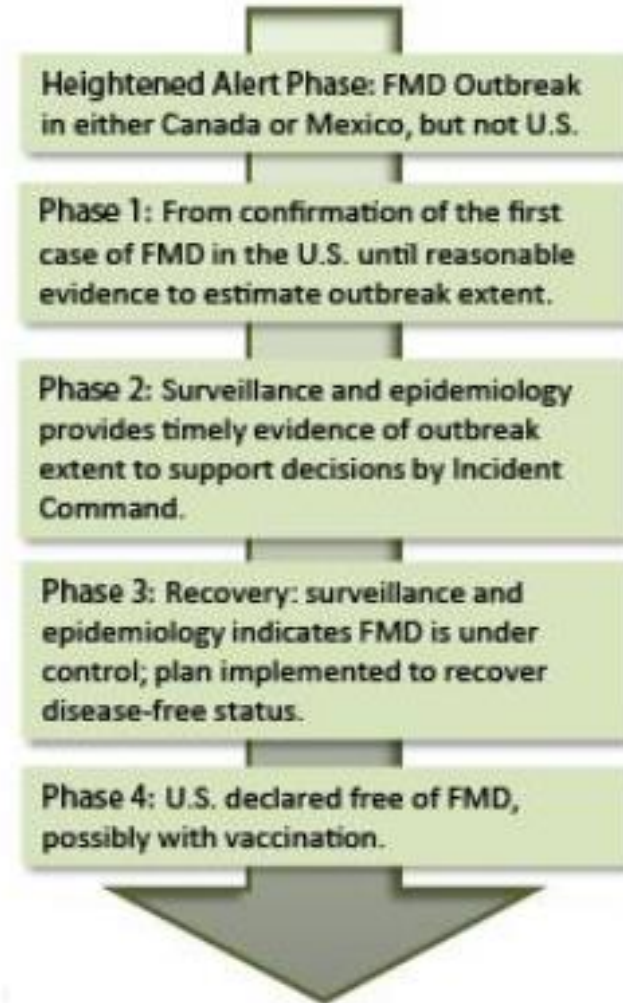 Heightened Alert Phase: FMD Outbreak
in either Canada or Mexico, but not U.S.
Phase 1: From confirmation of the first
case of FMD in the U.S. until reasonable
evidence to estimate outbreak extent.
Phase 2: Surveillance and epidemiology
provides timely evidence of outbreak
extent to support decisions by Incident
Command.
Phase 3: Recovery: surveillance and
epidemiology indicates FMD is under
control; plan implemented to recover
disease-free status.
Phase 4: U.S. declared free of FMD,
possibly with vaccination.